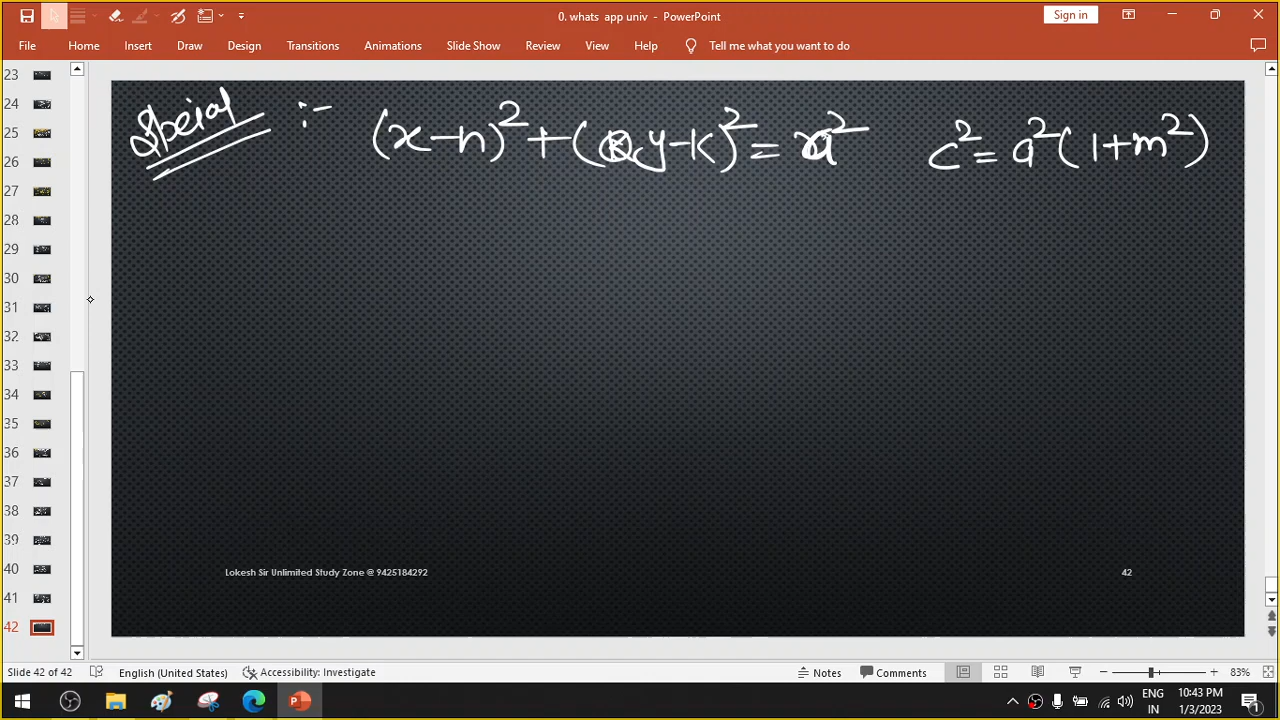 0. whats app univ - PowerPoint
Sign in
File Home Insert Draw Design Transitions Animations Slide Show Review View Help Tell me what you want to do
23
24
25
26
27
28
29
30
31
32
33
34
35
36
37
38
39
40
41
42
Special :- (x-h)² + (y-k)² = a² c² = a²(1+m²)
Lokesh Sir Unlimited Study Zone @ 9425184292
42
Slide 42 of 42 English (United States) Accessibility: Investigate Notes Comments 83%
ENG 10:43 PM
IN 1/3/2023
1